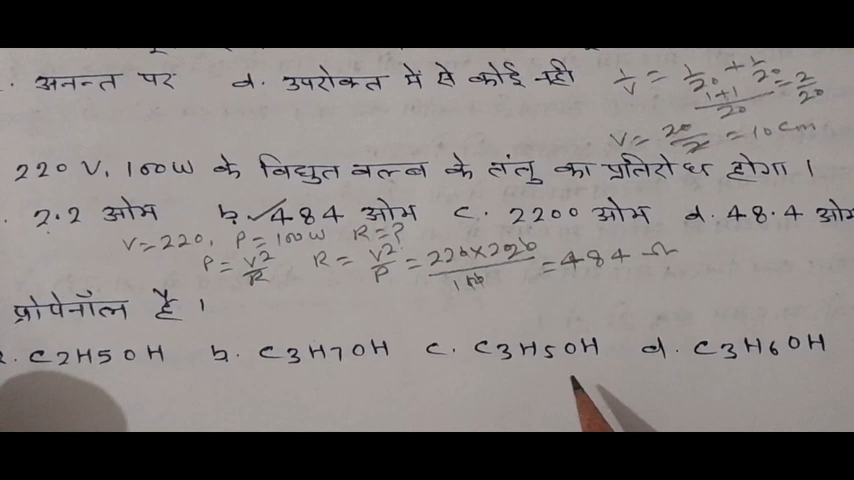 . अनन्त पर d. उपरोक्त में से कोई नही 1/V = 1/20 + 1/20
1+1/20 = 2/20
V = 20/2 = 10 cm
220 V, 100W के विद्युत बल्ब के तंतु का प्रतिरोध होगा ।
. 2.2 ओम b. ✓484 ओम c. 2200 ओम d. 48.4 ओम
V = 220, P = 100W R = ?
P = V²/R R = V²/P = 220×220/100 = 484 Ω
प्रोपेनॉल है ।
. C2H5OH b. C3H7OH c. C3H5OH d. C3H6OH